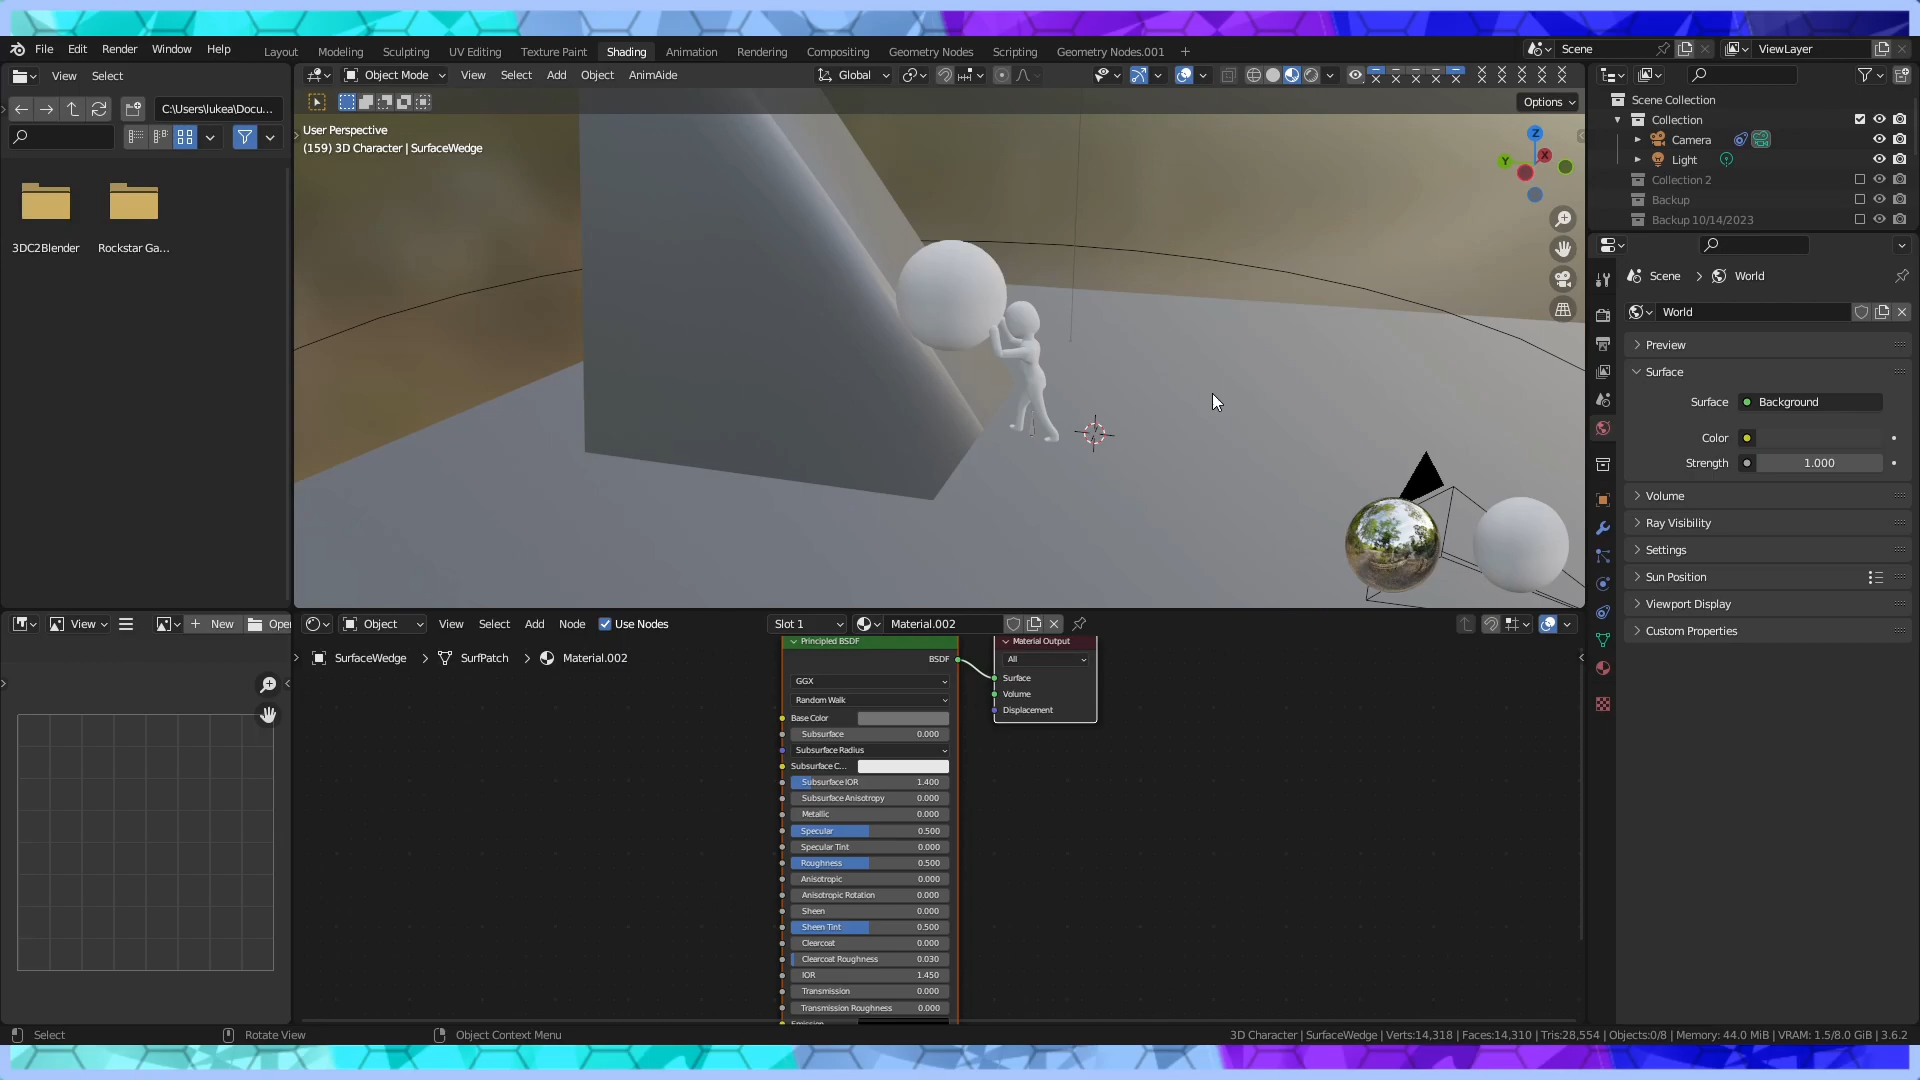 File Edit Render Window Help
Layout Modeling Sculpting UV Editing Texture Paint Shading Animation Rendering Compositing Geometry Nodes Scripting Geometry Nodes.001
Scene
ViewLayer
View Select
Object Mode View Select Add Object AnimAide
Global
C:\Users\lukea\Docu...
Options
User Perspective
(159) 3D Character | SurfaceWedge
Z
X
Y
3DC2Blender
Rockstar Ga...
Scene Collection
Collection
Camera
Light
Collection 2
Backup
Backup 10/14/2023
Scene > World
World
Preview
Surface
Surface Background
Color
Strength 1.000
Volume
Ray Visibility
Settings
Sun Position
Viewport Display
Custom Properties
View
New
Open
Object View Select Add Node Use Nodes
Slot 1
Material.002
SurfaceWedge > SurfPatch > Material.002
Principled BSDF
BSDF
GGX
Random Walk
Base Color
Subsurface 0.000
Subsurface Radius
Subsurface C...
Subsurface IOR 1.400
Subsurface Anisotropy 0.000
Metallic 0.000
Specular 0.500
Specular Tint 0.000
Roughness 0.500
Anisotropic 0.000
Anisotropic Rotation 0.000
Sheen 0.000
Sheen Tint 0.500
Clearcoat 0.000
Clearcoat Roughness 0.030
IOR 1.450
Transmission 0.000
Transmission Roughness 0.000
Emission
Material Output
All
Surface
Volume
Displacement
Select
Rotate View
Object Context Menu
3D Character | SurfaceWedge | Verts:14,318 | Faces:14,310 | Tris:28,554 | Objects:0/8 | Memory: 44.0 MiB | VRAM: 1.5/8.0 GiB | 3.6.2